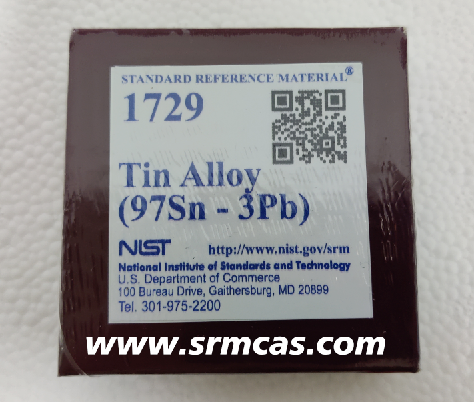 STANDARD REFERENCE MATERIAL®
1729
Tin Alloy
(97Sn - 3Pb)
NIST http://www.nist.gov/srm
National Institute of Standards and Technology
U.S. Department of Commerce
100 Bureau Drive, Gaithersburg, MD 20899
Tel. 301-975-2200
www.srmcas.com